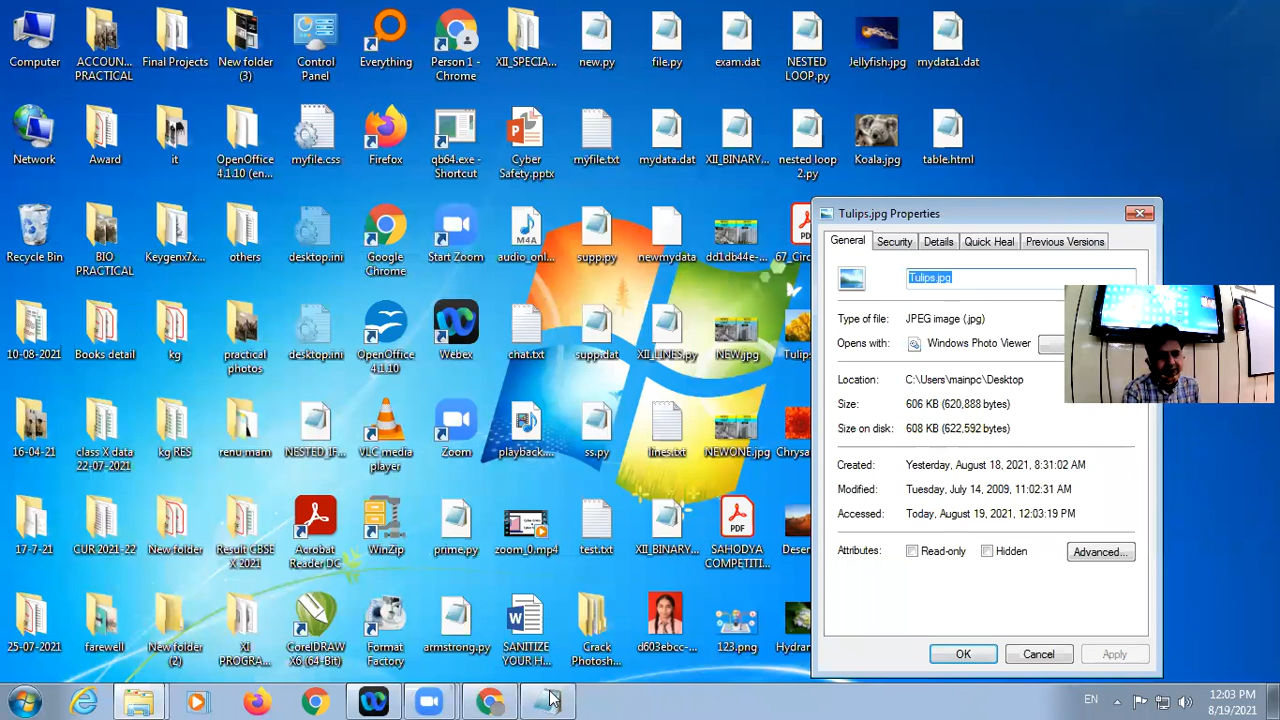 Computer
ACCOUN...
PRACTICAL
Final Projects
New folder
(3)
Control
Panel
Everything
Person 1 -
Chrome
XII_SPECIA...
new.py
file.py
exam.dat
NESTED
LOOP.py
Jellyfish.jpg
mydata1.dat
Network
Award
it
OpenOffice
4.1.10 (en...
myfile.css
Firefox
qb64.exe -
Shortcut
Cyber
Safety.pptx
myfile.txt
mydata.dat
XII_BINARY...
nested loop
2.py
Koala.jpg
table.html
Recycle Bin
BIO
PRACTICAL
Keygenx7x...
others
desktop.ini
Google
Chrome
Start Zoom
M4A
audio_onl...
supp.py
newmydata
dd1db44e-...
67_Circ
10-08-2021
Books detail
kg
practical
photos
desktop.ini
OpenOffice
4.1.10
Webex
chat.txt
supp.dat
XII_LINES.py
NEW.jpg
Tulips
16-04-21
class X data
22-07-2021
kg RES
renu mam
NESTED_IF...
VLC media
player
Zoom
playback....
ss.py
lines.txt
NEWONE.jpg
Chrysa
17-7-21
CUR 2021-22
New folder
Result CBSE
X 2021
Acrobat
Reader DC
WinZip
prime.py
zoom_0.mp4
test.txt
XII_BINARY...
PDF
SAHODYA
COMPETITI...
Deser
25-07-2021
farewell
New folder
(2)
XI
PROGRA...
CorelDRAW
X6 (64-Bit)
Format
Factory
armstrong.py
SANITIZE
YOUR H...
Crack
Photosh...
d603ebcc-...
123.png
Hydran
Tulips.jpg Properties
General
Security
Details
Quick Heal
Previous Versions
Tulips.jpg
Type of file: JPEG image (.jpg)
Opens with: Windows Photo Viewer
Location: C:\Users\mainpc\Desktop
Size: 606 KB (620,888 bytes)
Size on disk: 608 KB (622,592 bytes)
Created: Yesterday, August 18, 2021, 8:31:02 AM
Modified: Tuesday, July 14, 2009, 11:02:31 AM
Accessed: Today, August 19, 2021, 12:03:19 PM
Attributes: Read-only Hidden Advanced...
OK Cancel Apply
EN
12:03 PM
8/19/2021